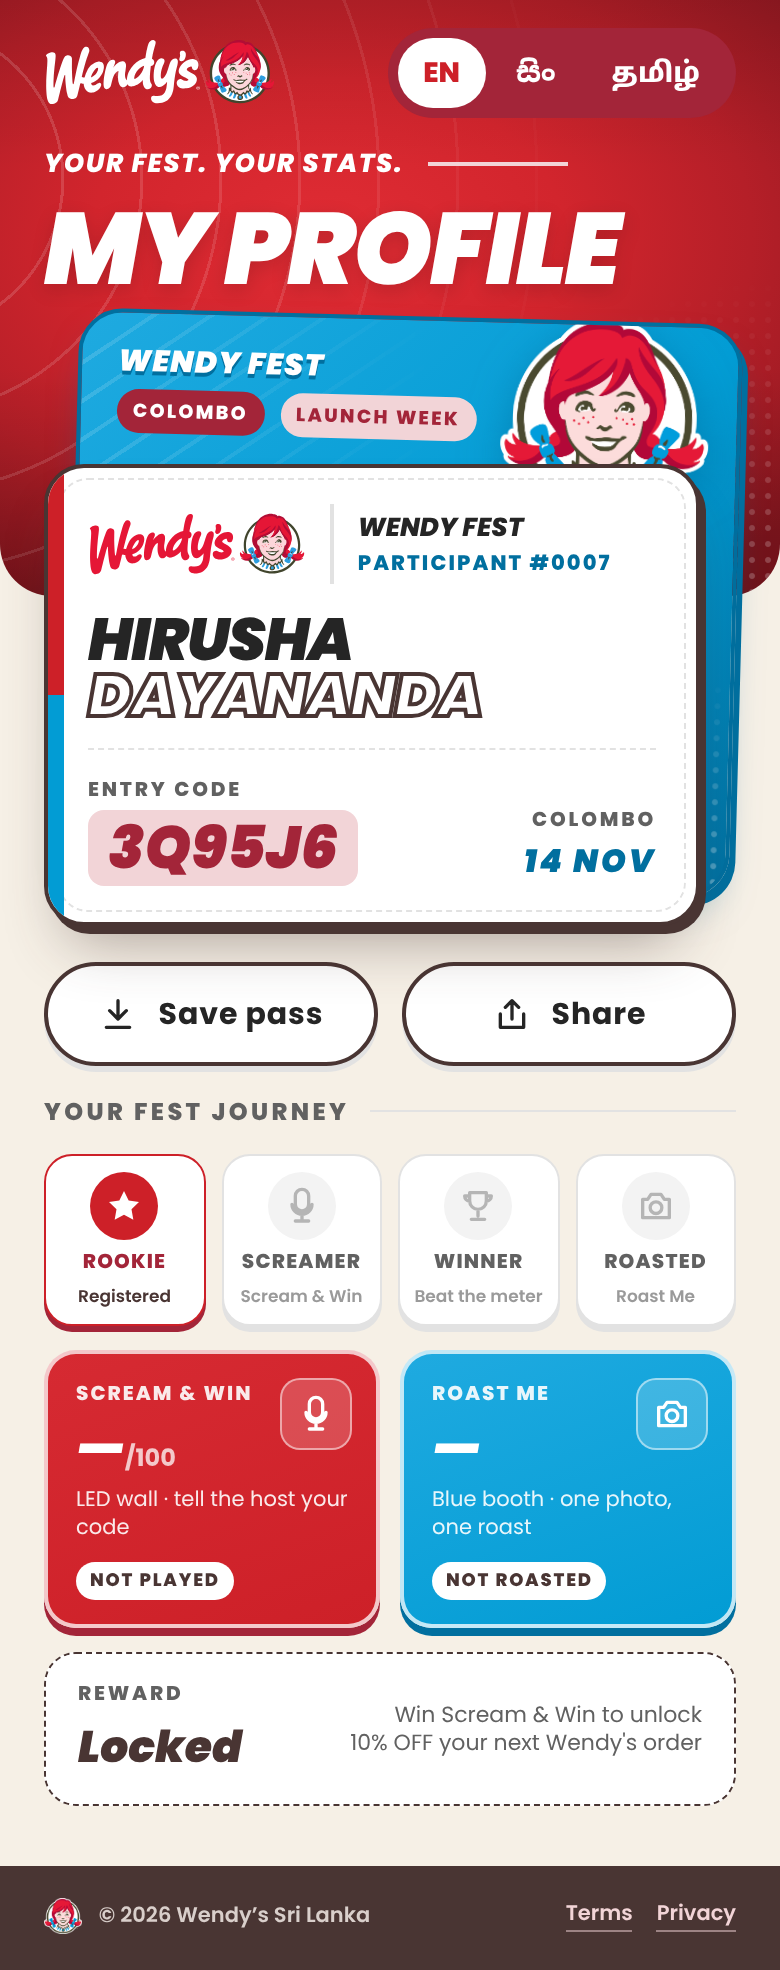 Wendy's
EN සිං தமிழ்
YOUR FEST. YOUR STATS.
MY PROFILE
WENDY FEST
COLOMBO LAUNCH WEEK
Wendy's
WENDY FEST
PARTICIPANT #0007
HIRUSHA
DAYANANDA
ENTRY CODE
3Q95J6
COLOMBO
14 NOV
Save pass
Share
YOUR FEST JOURNEY
ROOKIE
Registered
SCREAMER
Scream & Win
WINNER
Beat the meter
ROASTED
Roast Me
SCREAM & WIN
—/100
LED wall · tell the host your
code
NOT PLAYED
ROAST ME
—
Blue booth · one photo,
one roast
NOT ROASTED
REWARD
Locked
Win Scream & Win to unlock
10% OFF your next Wendy's order
© 2026 Wendy’s Sri Lanka
Terms Privacy